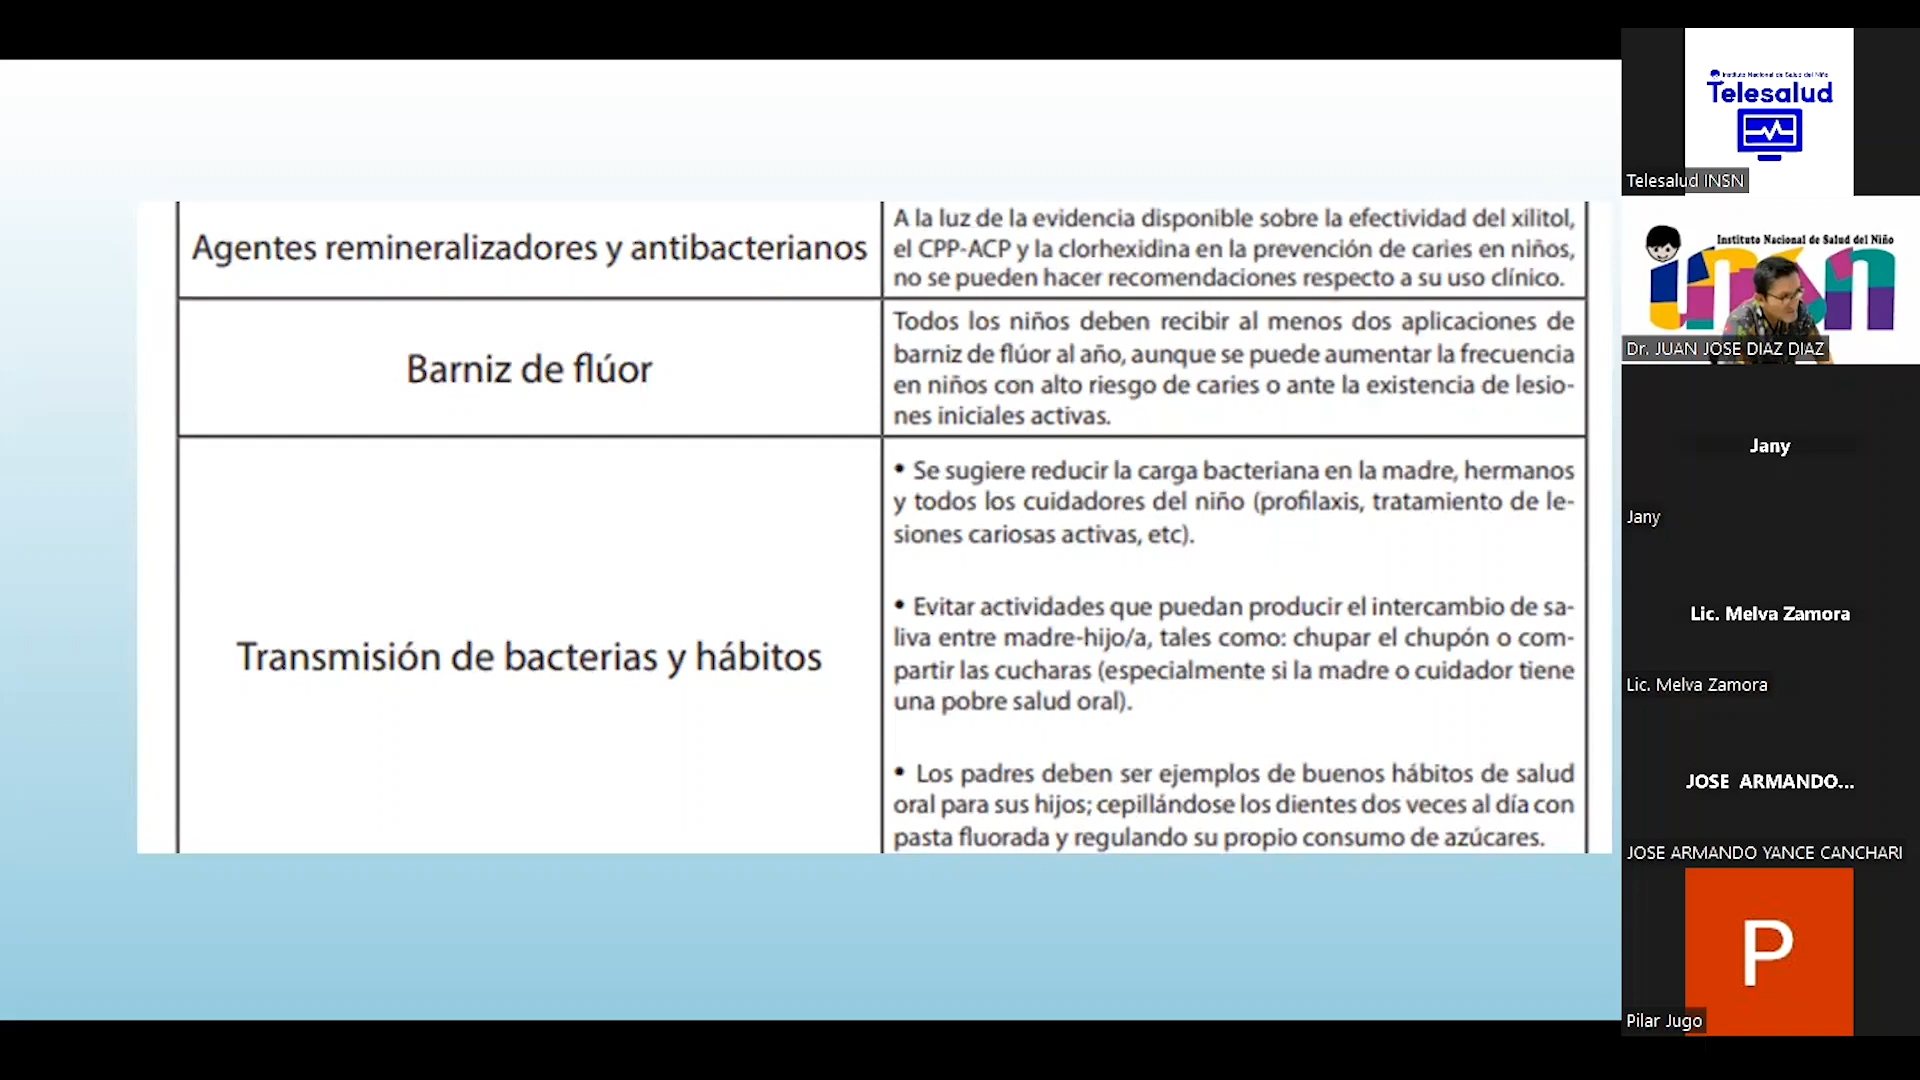 Agentes remineralizadores y antibacterianos
A la luz de la evidencia disponible sobre la efectividad del xilitol,
el CPP-ACP y la clorhexidina en la prevención de caries en niños,
no se pueden hacer recomendaciones respecto a su uso clínico.
Barniz de flúor
Todos los niños deben recibir al menos dos aplicaciones de
barniz de flúor al año, aunque se puede aumentar la frecuencia
en niños con alto riesgo de caries o ante la existencia de lesio-
nes iniciales activas.
Transmisión de bacterias y hábitos
• Se sugiere reducir la carga bacteriana en la madre, hermanos
y todos los cuidadores del niño (profilaxis, tratamiento de le-
siones cariosas activas, etc).
• Evitar actividades que puedan producir el intercambio de sa-
liva entre madre-hijo/a, tales como: chupar el chupón o com-
partir las cucharas (especialmente si la madre o cuidador tiene
una pobre salud oral).
• Los padres deben ser ejemplos de buenos hábitos de salud
oral para sus hijos; cepillándose los dientes dos veces al día con
pasta fluorada y regulando su propio consumo de azúcares.
Instituto Nacional de Salud del Niño
Telesalud
Telesalud INSN
Instituto Nacional de Salud del Niño
insn
Dr. JUAN JOSE DIAZ DIAZ
Jany
Jany
Lic. Melva Zamora
Lic. Melva Zamora
JOSE ARMANDO...
JOSE ARMANDO YANCE CANCHARI
P
Pilar Jugo